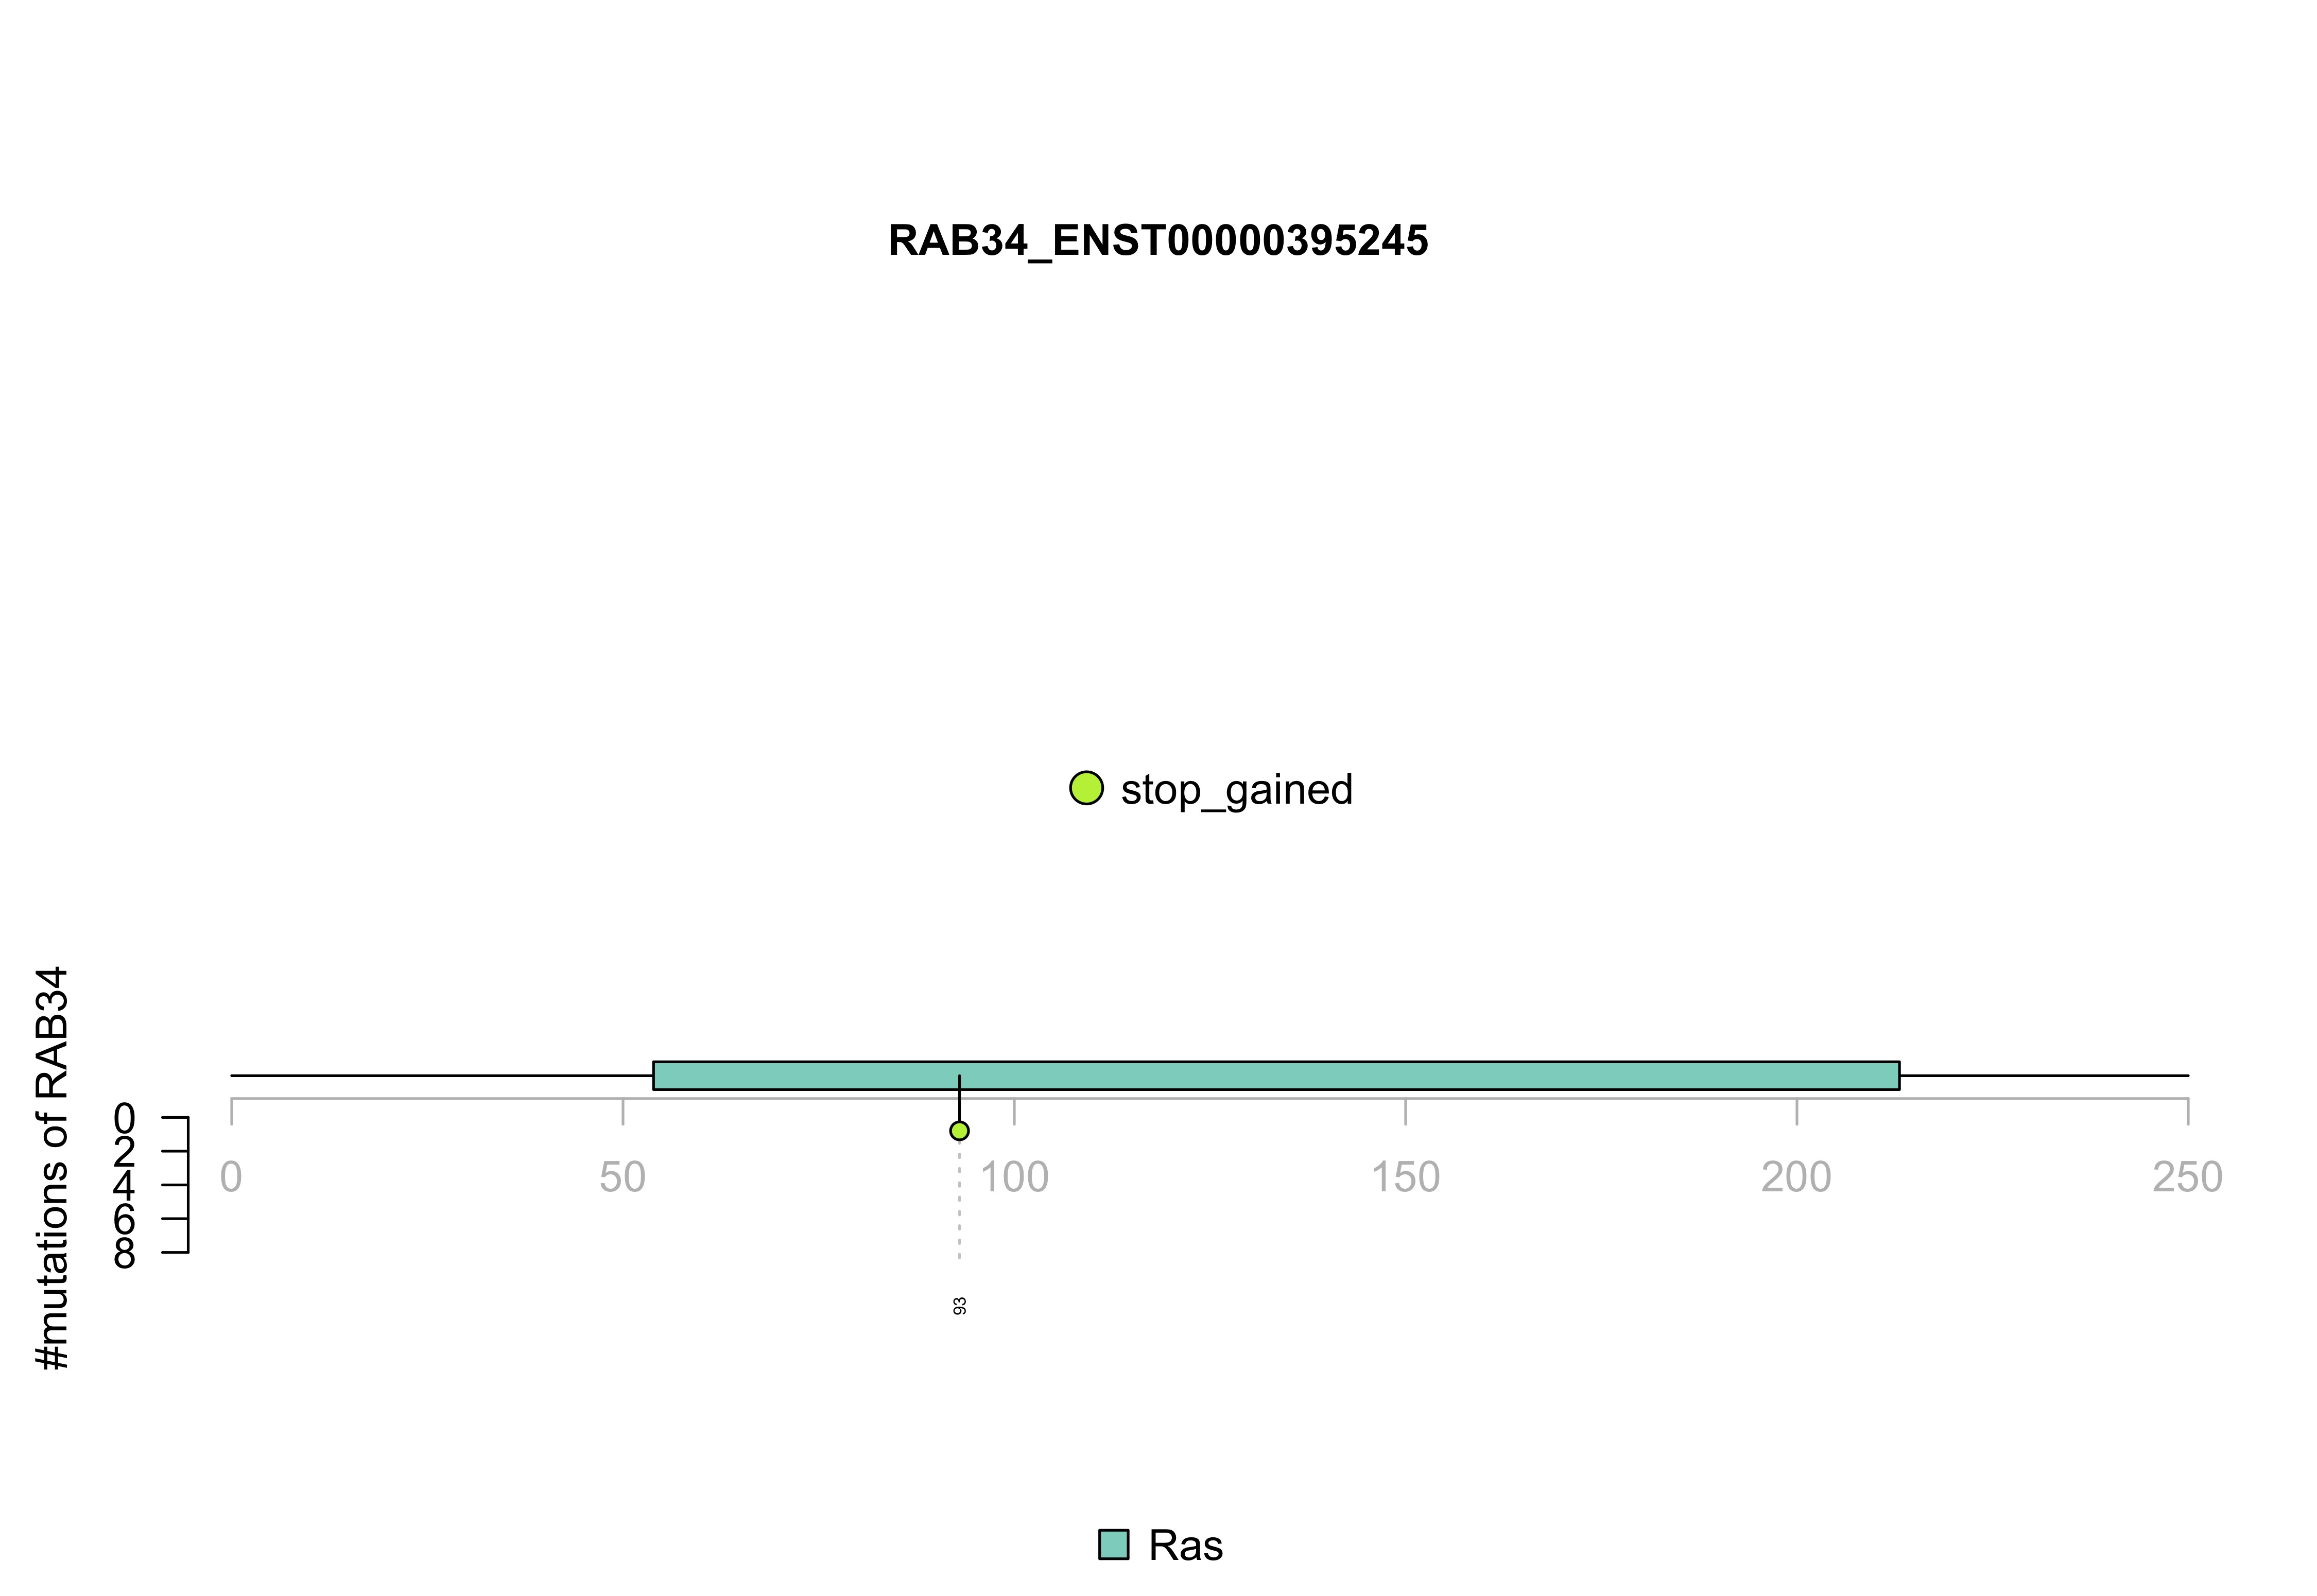 RAB34_ENST00000395245
stop_gained
#mutations of RAB34
0
2
4
6
8
0 50 100 150 200 250
93
Ras